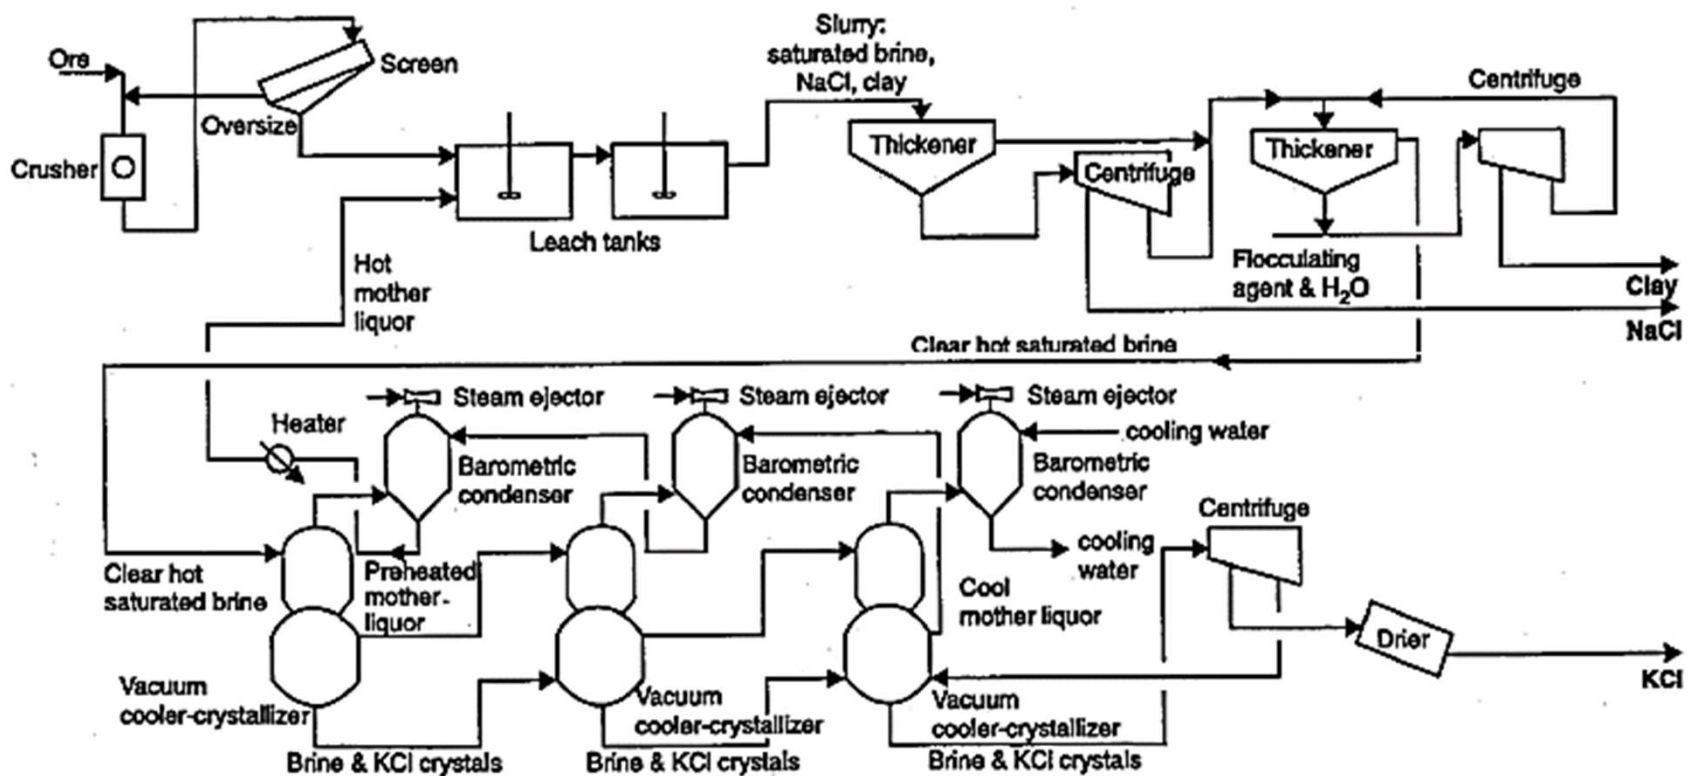 Ore
Screen
Oversize
Crusher
Slurry:
saturated brine,
NaCl, clay
Leach tanks
Hot
mother
liquor
Thickener
Centrifuge
Centrifuge
Thickener
Flocculating
agent & H₂O
Clay
NaCl
Clear hot saturated brine
Steam ejector
Steam ejector
Steam ejector
Heater
cooling water
Barometric
condenser
Barometric
condenser
Barometric
condenser
Centrifuge
Clear hot
saturated brine
Preheated
mother-
liquor
cooling
water
Cool
mother liquor
Drier
KCl
Vacuum
cooler-crystallizer
Vacuum
cooler-crystallizer
Vacuum
cooler-crystallizer
Brine & KCl crystals
Brine & KCl crystals
Brine & KCl crystals